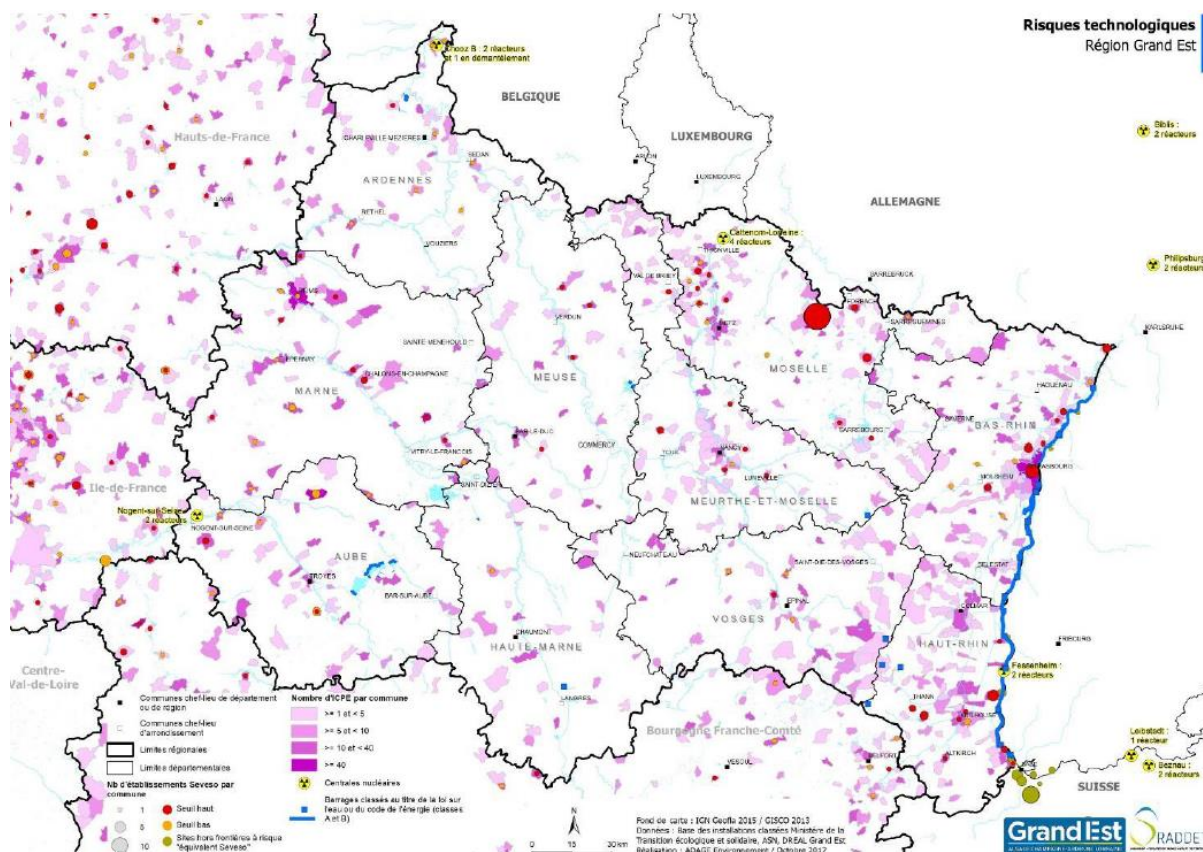 Risques technologiques
Région Grand Est
Chooz B : 2 réacteurs
et 1 en démantèlement
BELGIQUE
Hauts-de-France
CHARLEVILLE-MEZIERES
SEDAN
ARDENNES
LAON
RETHEL
VOUZIERS
ARLON
LUXEMBOURG
LUXEMBOURG
ALLEMAGNE
Biblis :
2 réacteurs
Cattenom-Lorraine :
4 réacteurs
THIONVILLE
VAL DE BRIEY
Philipsburg
2 réacteurs
SARREBRUCK
FORBACH
SARREGUEMINES
KARLSRUHE
REIMS
VERDUN
METZ
SAINTE-MENEHOULD
EPERNAY
CHALONS-EN-CHAMPAGNE
MARNE
MEUSE
MOSELLE
HAGUENAU
SAVERNE
BAS-RHIN
BAR-LE-DUC
COMMERCY
TOUL
NANCY
SARREBOURG
STRASBOURG
MOLSHEIM
VITRY-LE-FRANCOIS
SAINT-DIZIER
LUNEVILLE
MEURTHE-ET-MOSELLE
Ile-de-France
Nogent-sur-Seine
2 réacteurs
NOGENT-SUR-SEINE
AUBE
TROYES
BAR-SUR-AUBE
NEUFCHATEAU
SAINT-DIE-DES-VOSGES
SELESTAT
EPINAL
VOSGES
COLMAR
CHAUMONT
HAUTE-MARNE
HAUT-RHIN
FRIBOURG
Fessenheim :
2 réacteurs
Centre-
Val-de-Loire
LANGRES
THANN
MULHOUSE
Bourgogne Franche-Comté
VESOUL
BELFORT
ALTKIRCH
Leibstadt :
1 réacteur
Beznau :
2 réacteurs
SUISSE
Communes chef-lieu de département
ou de région
Communes chef-lieu
d'arrondissement
Limites régionales
Limites départementales
Nb d'établissements Seveso par
commune
1
5
10
Seuil haut
Seuil bas
Sites hors frontières à risque
"équivalent Seveso"
Nombre d'ICPE par commune
>= 1 et < 5
>= 5 et < 10
>= 10 et < 40
>= 40
Centrales nucléaires
Barrages classés au titre de la loi sur
l'eau ou du code de l'énergie (classes
A et B)
N
0 15 30 km
Fond de carte : IGN Geofla 2015 / GISCO 2013
Données : Base des installations classées Ministère de la
Transition écologique et solidaire, ASN, DREAL Grand Est
Réalisation : ADAGE Environnement / Octobre 2017
Grand Est
SRADDET